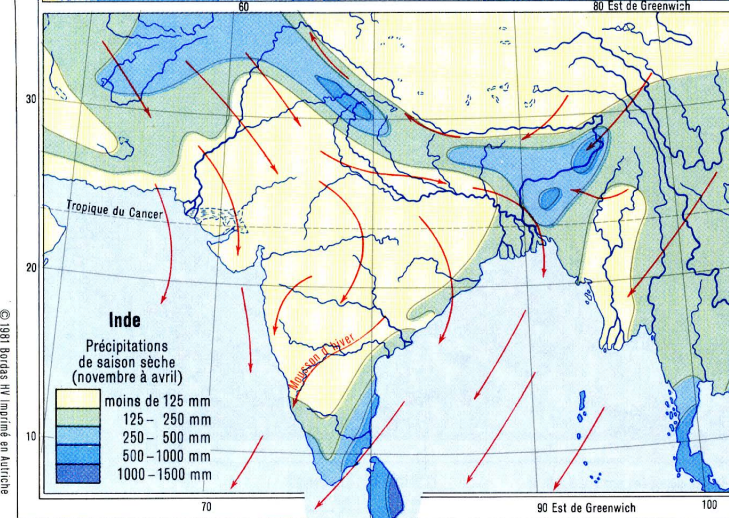 60
80 Est de Greenwich
30
Tropique du Cancer
20
Inde
Précipitations
de saison sèche
(novembre à avril)
moins de 125 mm
125 – 250 mm
250 – 500 mm
500 – 1000 mm
1000 – 1500 mm
Mousson d'hiver
10
70
90 Est de Greenwich
100
© 1981 Bordas HV Imprimé en Autriche